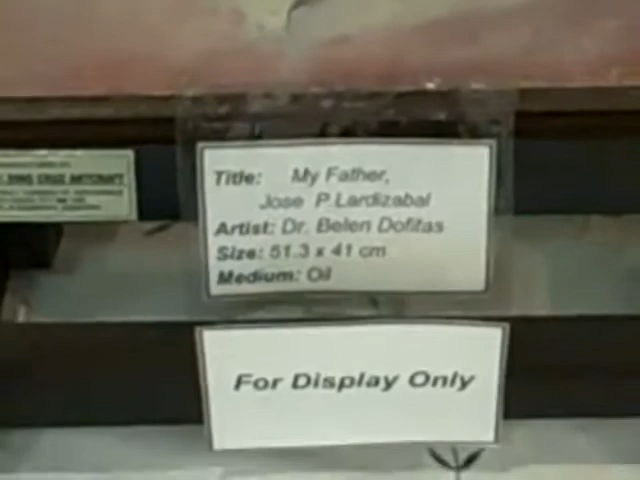 Title: My Father,
Jose P Lardizabal
Artist: Dr. Belen Dofitas
Size: 51.3 x 41 cm
Medium: Oil
For Display Only